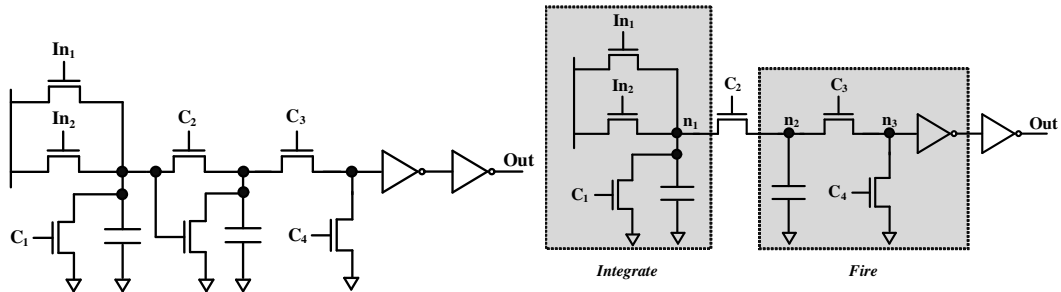 In1
In2
C2
C3
Out
C1
C4
In1
In2
n1
C1
C2
n2
C3
n3
C4
Out
Integrate
Fire